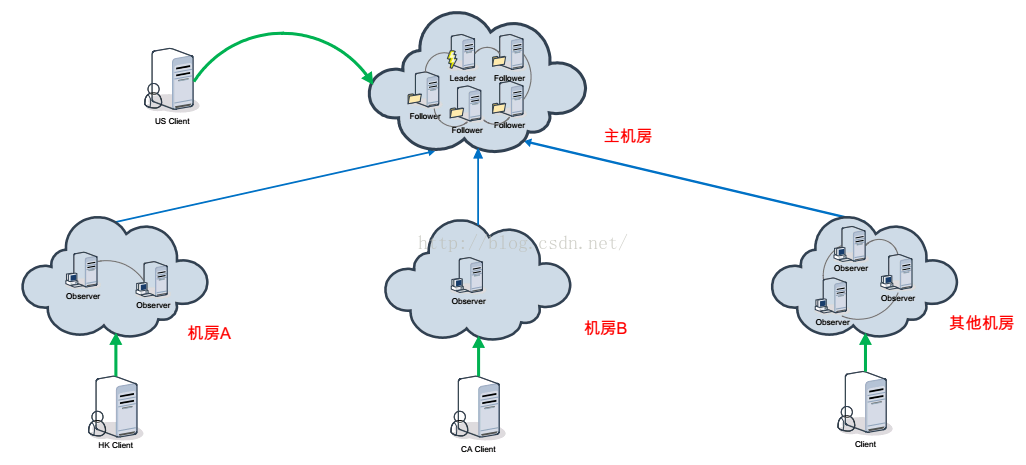 Leader
Follower
Follower
Follower
Follower
US Client
主机房
http://blog.csdn.net/
Observer
Observer
机房A
Observer
机房B
Observer
Observer
Observer
其他机房
HK Client
CA Client
Client